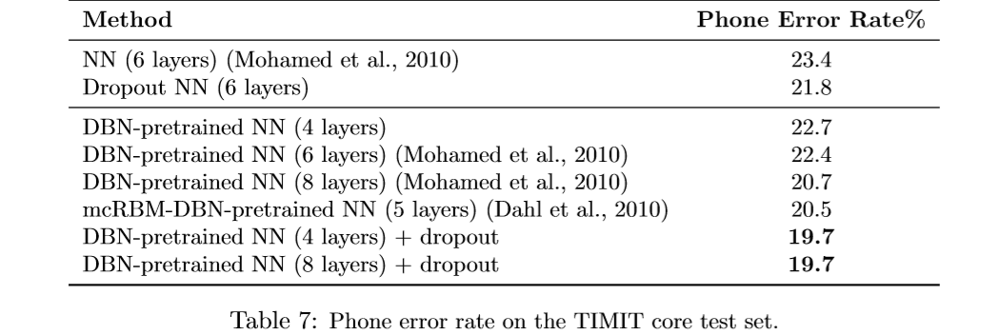 Method Phone Error Rate%
NN (6 layers) (Mohamed et al., 2010) 23.4
Dropout NN (6 layers) 21.8
DBN-pretrained NN (4 layers) 22.7
DBN-pretrained NN (6 layers) (Mohamed et al., 2010) 22.4
DBN-pretrained NN (8 layers) (Mohamed et al., 2010) 20.7
mcRBM-DBN-pretrained NN (5 layers) (Dahl et al., 2010) 20.5
DBN-pretrained NN (4 layers) + dropout 19.7
DBN-pretrained NN (8 layers) + dropout 19.7
Table 7: Phone error rate on the TIMIT core test set.